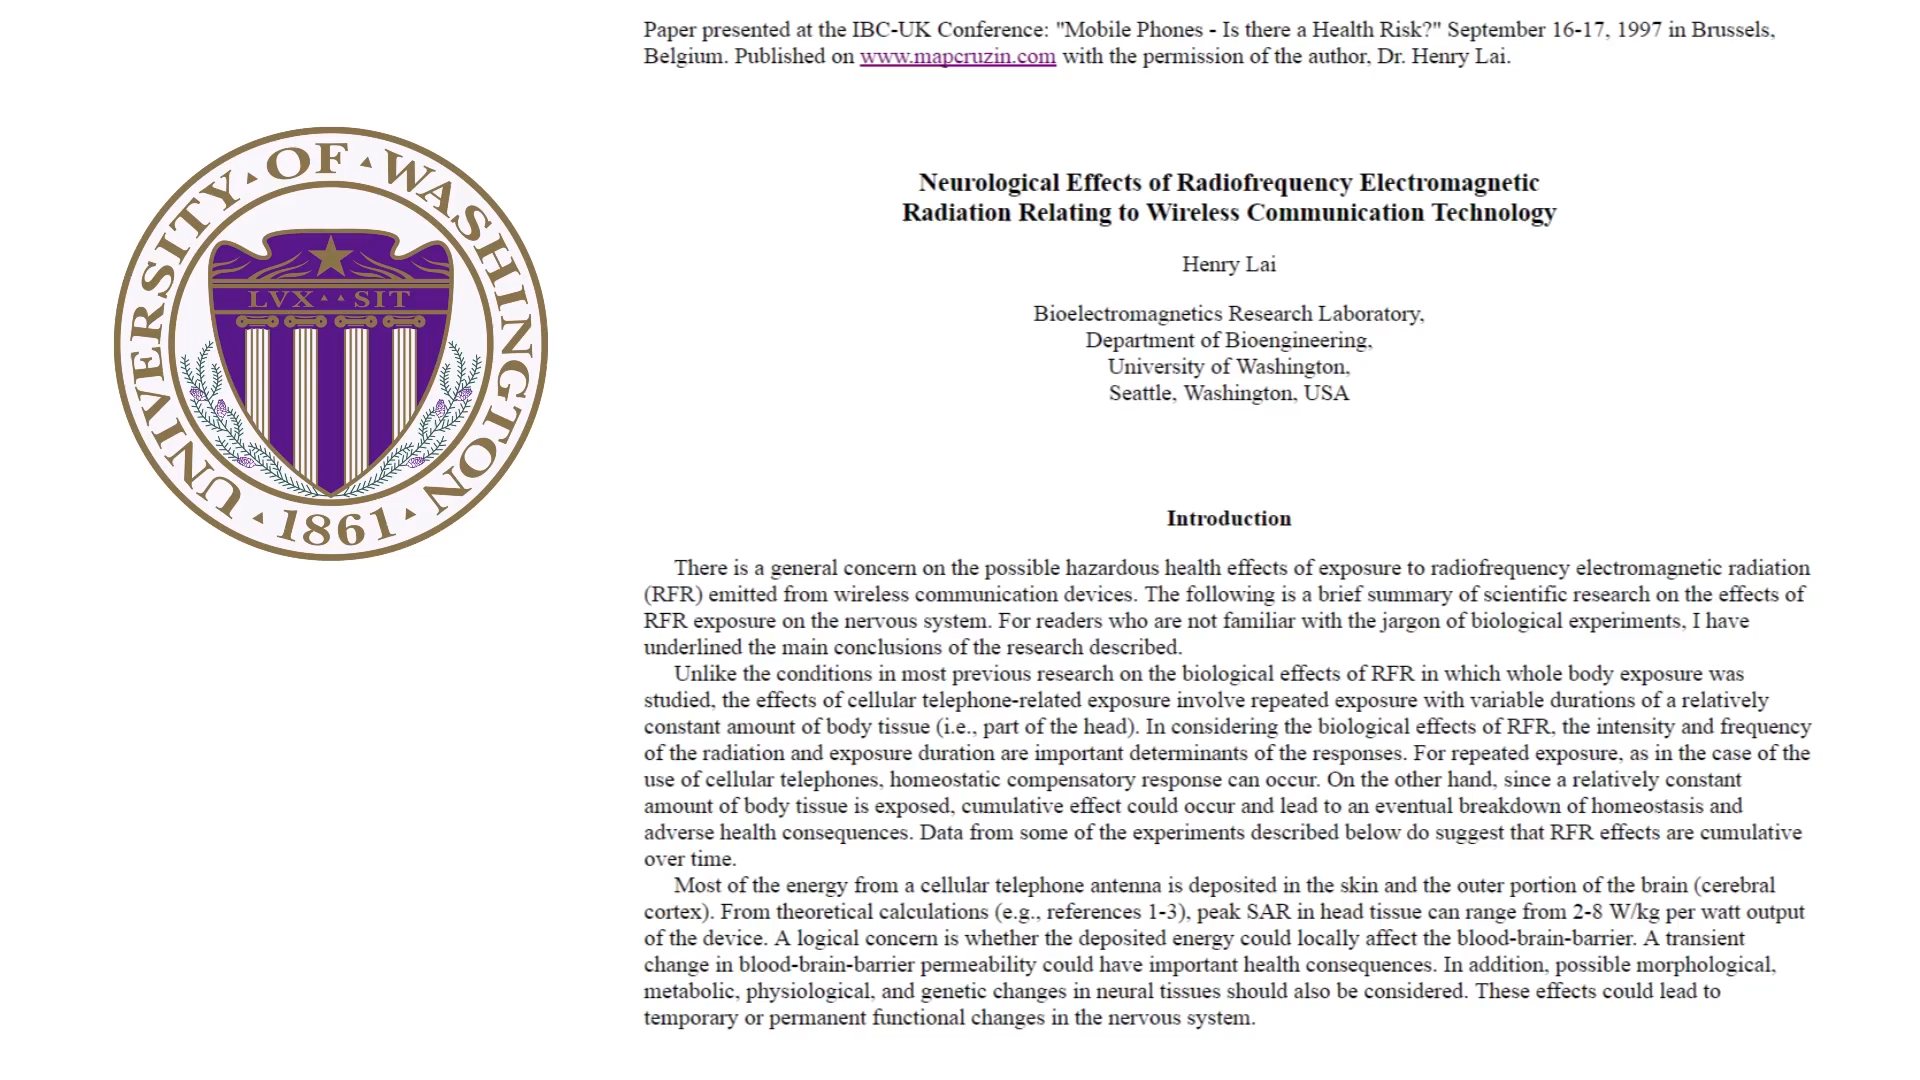 UNIVERSITY OF WASHINGTON
LVX SIT
1861
Paper presented at the IBC-UK Conference: "Mobile Phones - Is there a Health Risk?" September 16-17, 1997 in Brussels,
Belgium. Published on www.mapcruzin.com with the permission of the author, Dr. Henry Lai.
Neurological Effects of Radiofrequency Electromagnetic
Radiation Relating to Wireless Communication Technology
Henry Lai
Bioelectromagnetics Research Laboratory,
Department of Bioengineering,
University of Washington,
Seattle, Washington, USA
Introduction
There is a general concern on the possible hazardous health effects of exposure to radiofrequency electromagnetic radiation
(RFR) emitted from wireless communication devices. The following is a brief summary of scientific research on the effects of
RFR exposure on the nervous system. For readers who are not familiar with the jargon of biological experiments, I have
underlined the main conclusions of the research described.
Unlike the conditions in most previous research on the biological effects of RFR in which whole body exposure was
studied, the effects of cellular telephone-related exposure involve repeated exposure with variable durations of a relatively
constant amount of body tissue (i.e., part of the head). In considering the biological effects of RFR, the intensity and frequency
of the radiation and exposure duration are important determinants of the responses. For repeated exposure, as in the case of the
use of cellular telephones, homeostatic compensatory response can occur. On the other hand, since a relatively constant
amount of body tissue is exposed, cumulative effect could occur and lead to an eventual breakdown of homeostasis and
adverse health consequences. Data from some of the experiments described below do suggest that RFR effects are cumulative
over time.
Most of the energy from a cellular telephone antenna is deposited in the skin and the outer portion of the brain (cerebral
cortex). From theoretical calculations (e.g., references 1-3), peak SAR in head tissue can range from 2-8 W/kg per watt output
of the device. A logical concern is whether the deposited energy could locally affect the blood-brain-barrier. A transient
change in blood-brain-barrier permeability could have important health consequences. In addition, possible morphological,
metabolic, physiological, and genetic changes in neural tissues should also be considered. These effects could lead to
temporary or permanent functional changes in the nervous system.